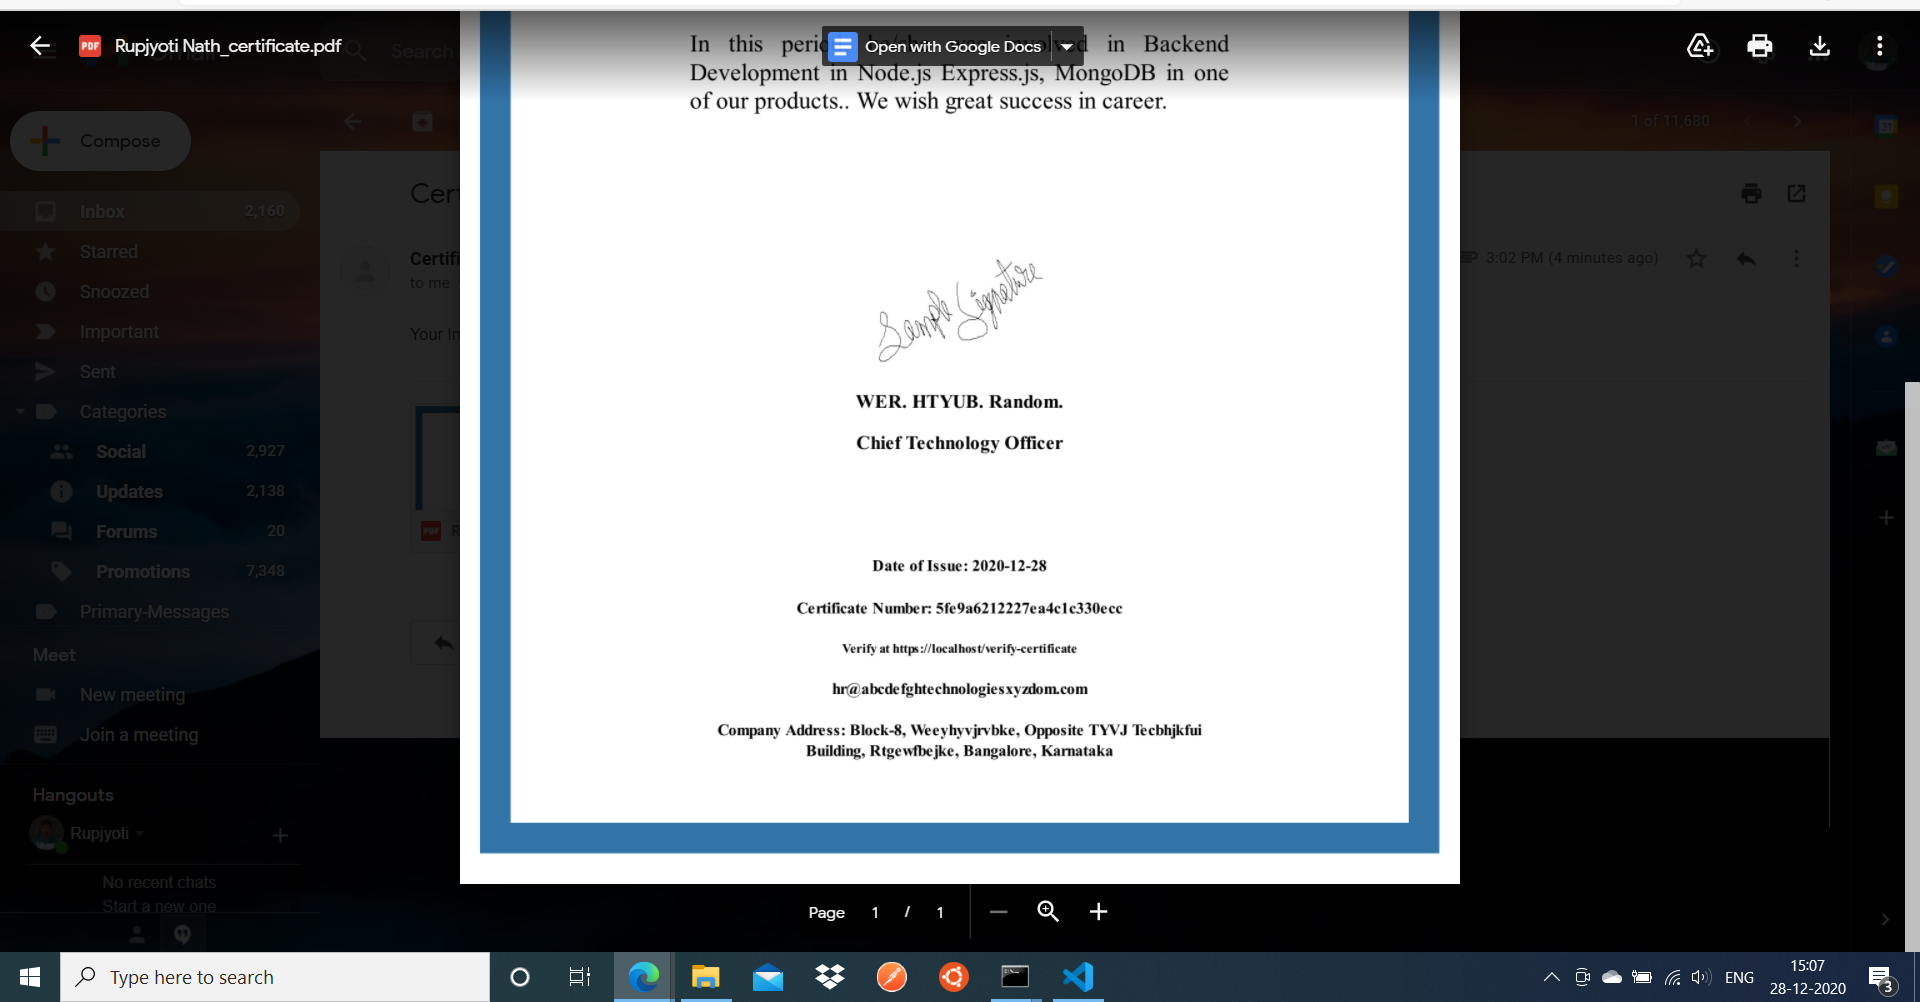 Rupjyoti Nath_certificate.pdf
Search
Open with Google Docs
In this in Backend
Development in Node.js Express.js, MongoDB in one
of our products.. We wish great success in career.
Compose
1 of 11,680
Inbox 2,160
Starred
Snoozed
Important
Sent
Categories
Social 2,927
Updates 2,138
Forums 20
Promotions 7,348
Primary-Messages
Meet
New meeting
Join a meeting
Hangouts
Rupjyoti
No recent chats
Start a new one
Cer
Certifi
to me
3:02 PM (4 minutes ago)
Your In
PDF R
Sample Signature
WER. HTYUB. Random.
Chief Technology Officer
Date of Issue: 2020-12-28
Certificate Number: 5fe9a6212227ea4c1c330ecc
Verify at https://localhost/verify-certificate
hr@abcdefghtechnologiesxyzdom.com
Company Address: Block-8, Weeyhyvjrvbke, Opposite TYVJ Tecbhjkfui
Building, Rtgewfbejke, Bangalore, Karnataka
Page 1 / 1
Type here to search
ENG
15:07
28-12-2020
3